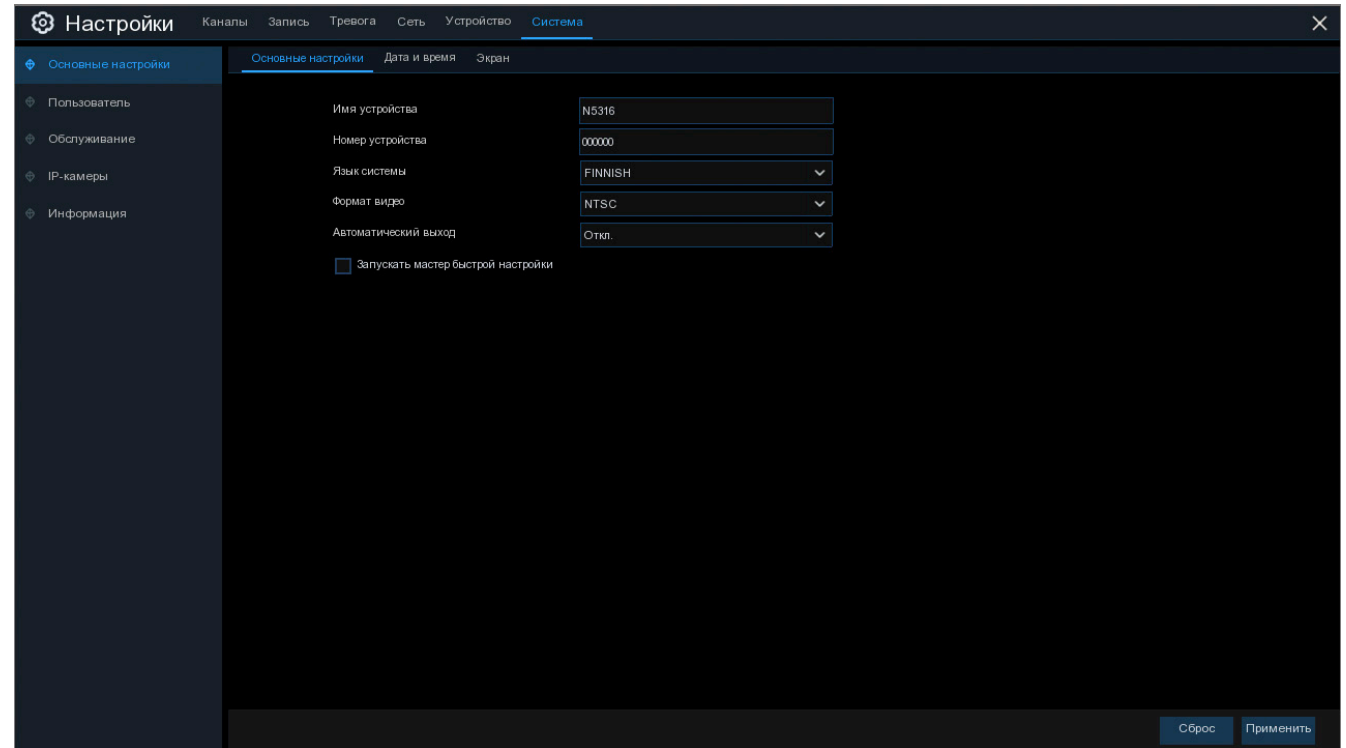 Настройки Каналы Запись Тревога Сеть Устройство Система
Основные настройки Дата и время Экран
Основные настройки
Пользователь
Обслуживание
IP-камеры
Информация
Имя устройства N5316
Номер устройства 000000
Язык системы FINNISH
Формат видео NTSC
Автоматический выход Откл.
Запускать мастер быстрой настройки
Сброс Применить